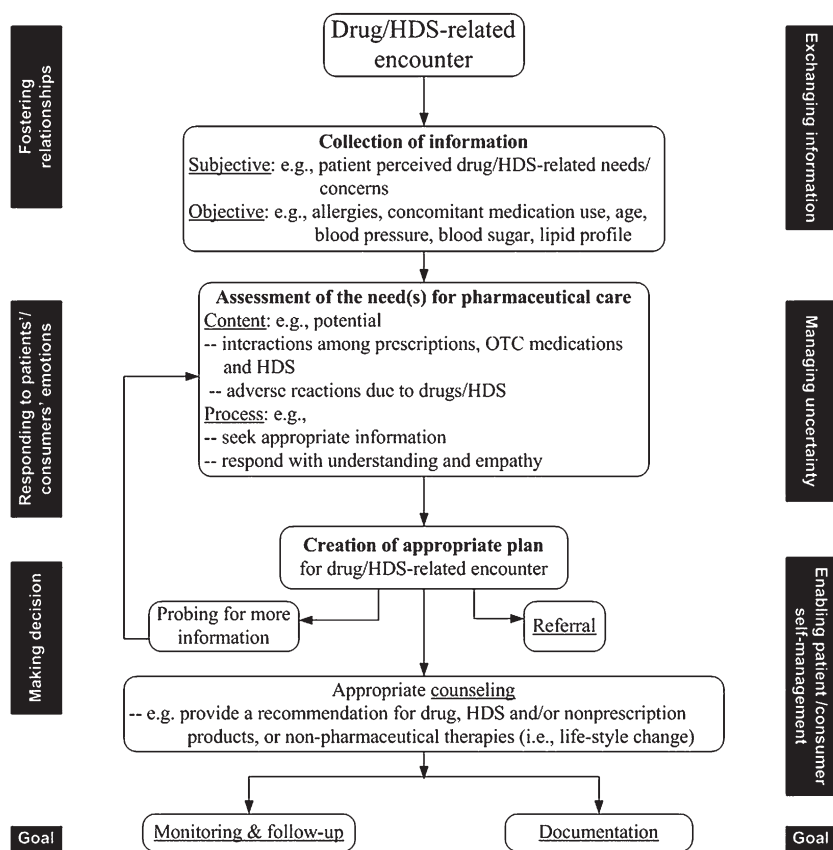 Drug/HDS-related
encounter
Fostering
relationships
Exchanging information
Collection of information
Subjective: e.g., patient perceived drug/HDS-related needs/
concerns
Objective: e.g., allergies, concomitant medication use, age,
blood pressure, blood sugar, lipid profile
Responding to patients'/
consumers' emotions
Managing uncertainty
Assessment of the need(s) for pharmaceutical care
Content: e.g., potential
-- interactions among prescriptions, OTC medications
and HDS
-- adverse reactions due to drugs/HDS
Process: e.g.,
-- seek appropriate information
-- respond with understanding and empathy
Creation of appropriate plan
for drug/HDS-related encounter
Making decision
Enabling patient /consumer
self-management
Probing for more
information
Referral
Appropriate counseling
-- e.g. provide a recommendation for drug, HDS and/or nonprescription
products, or non-pharmaceutical therapies (i.e., life-style change)
Goal
Monitoring & follow-up
Documentation
Goal